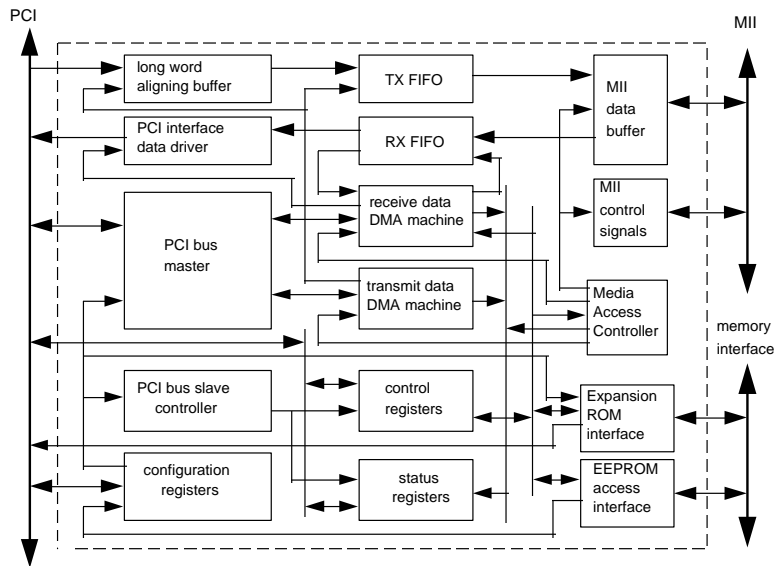 PCI
MII
long word
aligning buffer
TX FIFO
MII
data
buffer
PCI interface
data driver
RX FIFO
MII
control
signals
receive data
DMA machine
PCI bus
master
transmit data
DMA machine
Media
Access
Controller
memory
interface
PCI bus slave
controller
control
registers
Expansion
ROM
interface
configuration
registers
status
registers
EEPROM
access
interface